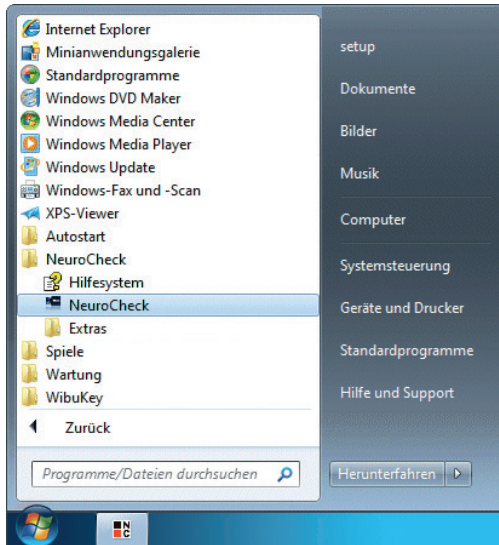 Internet Explorer
Minianwendungsgalerie
Standardprogramme
Windows DVD Maker
Windows Media Center
Windows Media Player
Windows Update
Windows-Fax und -Scan
XPS-Viewer
Autostart
NeuroCheck
Hilfesystem
NeuroCheck
Extras
Spiele
Wartung
WibuKey
Zurück
Programme/Dateien durchsuchen
setup
Dokumente
Bilder
Musik
Computer
Systemsteuerung
Geräte und Drucker
Standardprogramme
Hilfe und Support
Herunterfahren
N
C